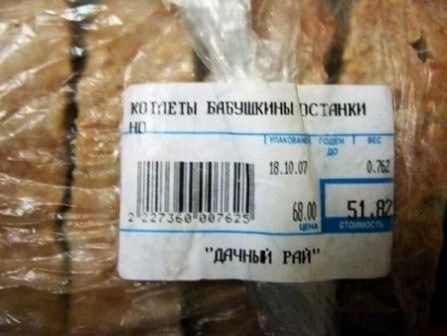 КОТЛЕТЫ БАБУШКИНЫ ОСТАНКИ
НО
УПАКОВАНО ГОДЕН ДО ВЕС
18.10.07 0.762
2 227360 007625
68.00 51.82
ЦЕНА СТОИМОСТЬ
"ДАЧНЫЙ РАЙ"